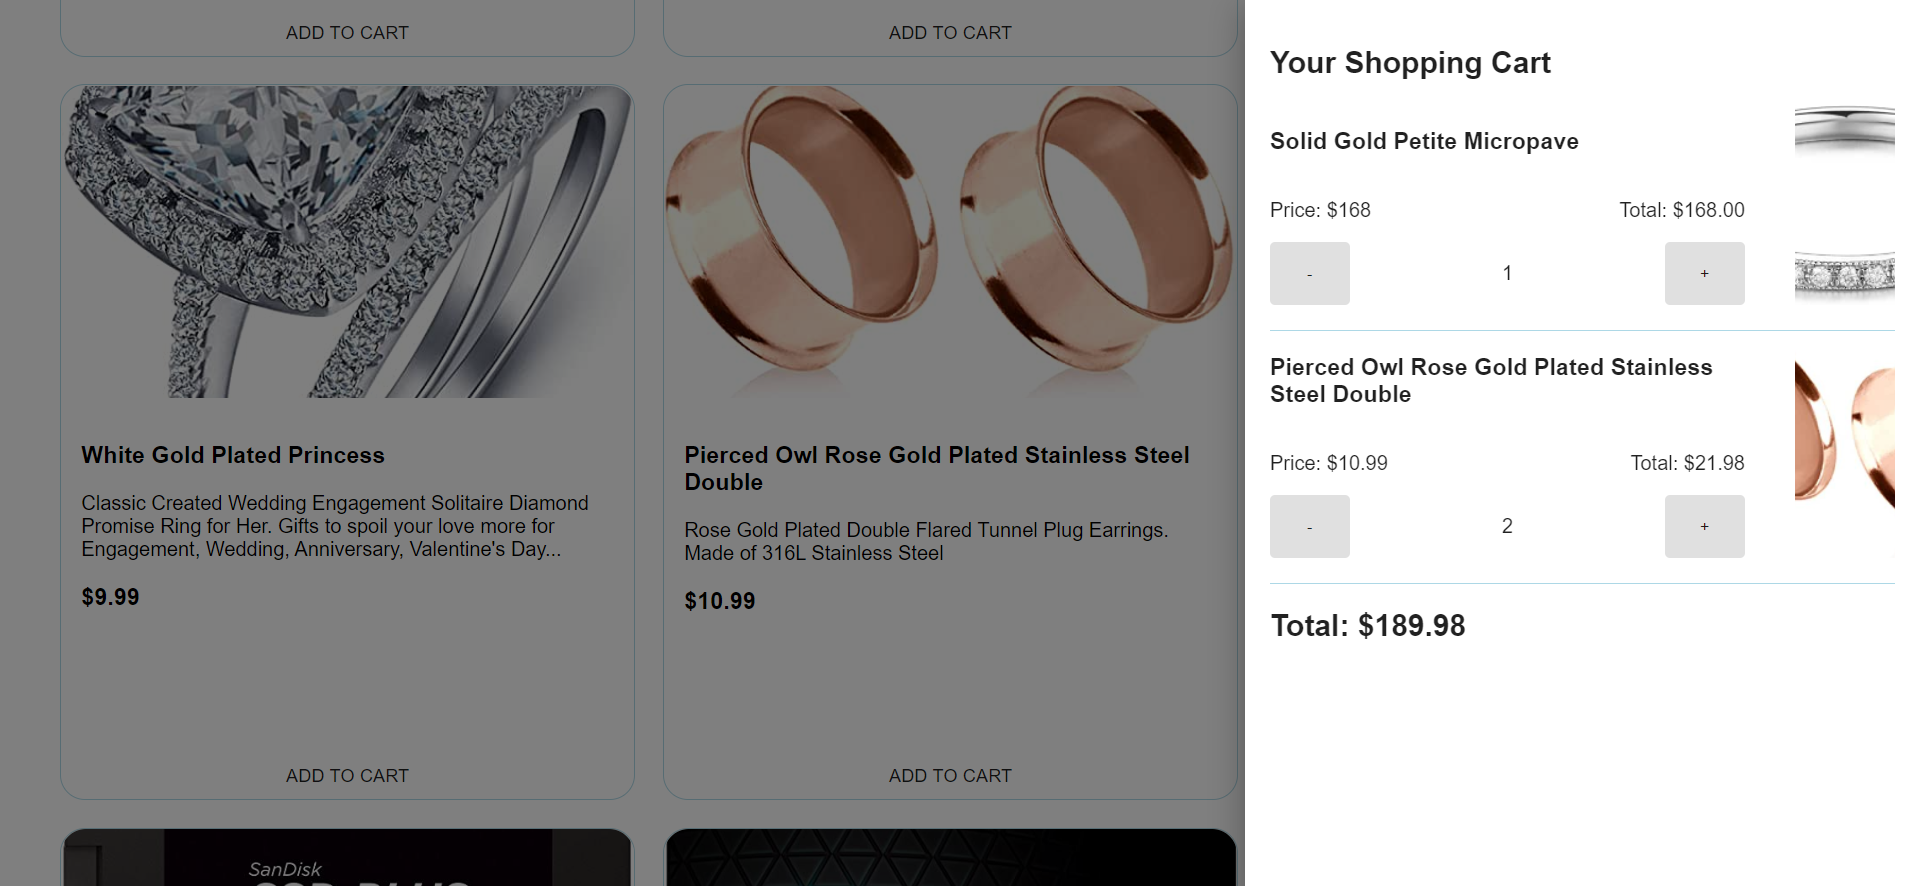 ADD TO CART
ADD TO CART
White Gold Plated Princess
Classic Created Wedding Engagement Solitaire Diamond
Promise Ring for Her. Gifts to spoil your love more for
Engagement, Wedding, Anniversary, Valentine's Day...
$9.99
ADD TO CART
Pierced Owl Rose Gold Plated Stainless Steel
Double
Rose Gold Plated Double Flared Tunnel Plug Earrings.
Made of 316L Stainless Steel
$10.99
ADD TO CART
SanDisk
Your Shopping Cart
Solid Gold Petite Micropave
Price: $168 Total: $168.00
- 1 +
Pierced Owl Rose Gold Plated Stainless
Steel Double
Price: $10.99 Total: $21.98
- 2 +
Total: $189.98